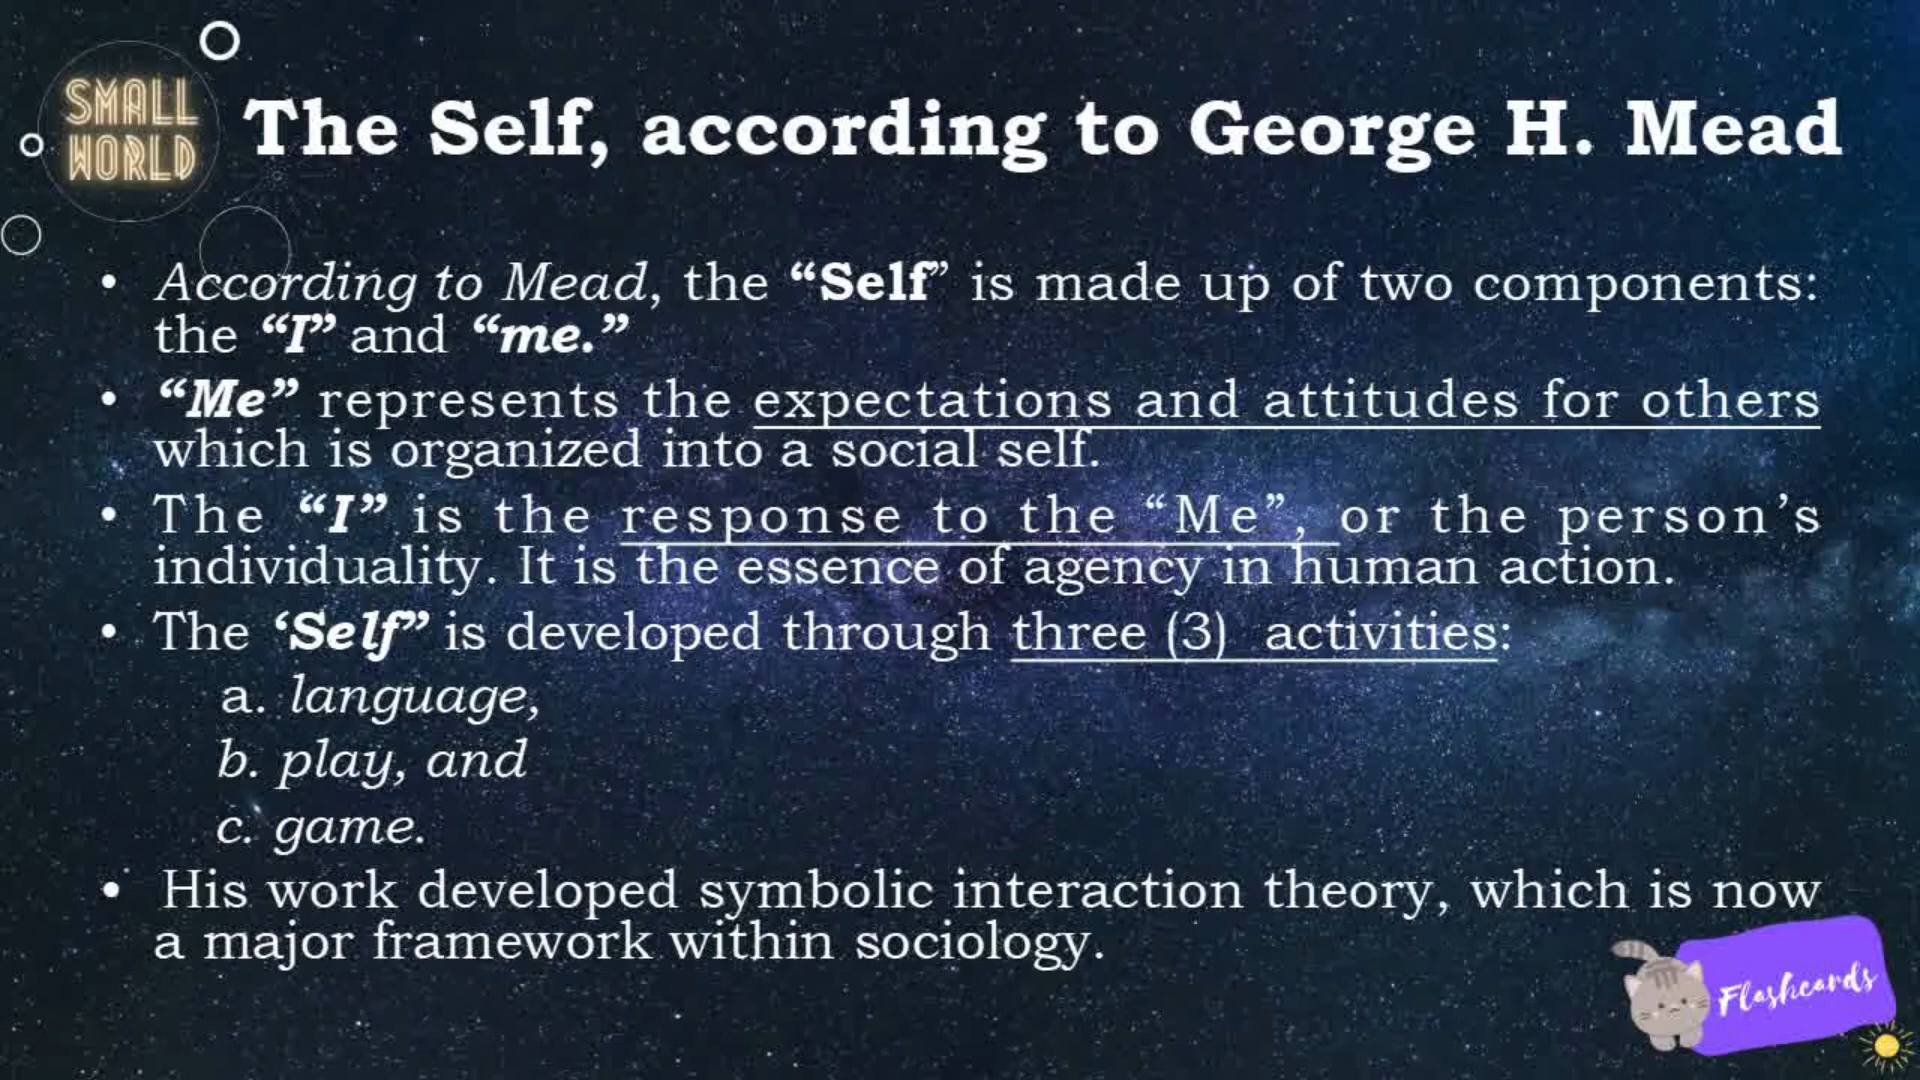 SMALL
WORLD
The Self, according to George H. Mead
• According to Mead, the “Self” is made up of two components:
the “I” and “me.”
• “Me” represents the expectations and attitudes for others
which is organized into a social self.
• The “I” is the response to the “Me”, or the person’s
individuality. It is the essence of agency in human action.
• The ‘Self” is developed through three (3) activities:
a. language,
b. play, and
c. game.
• His work developed symbolic interaction theory, which is now
a major framework within sociology.
Flashcards